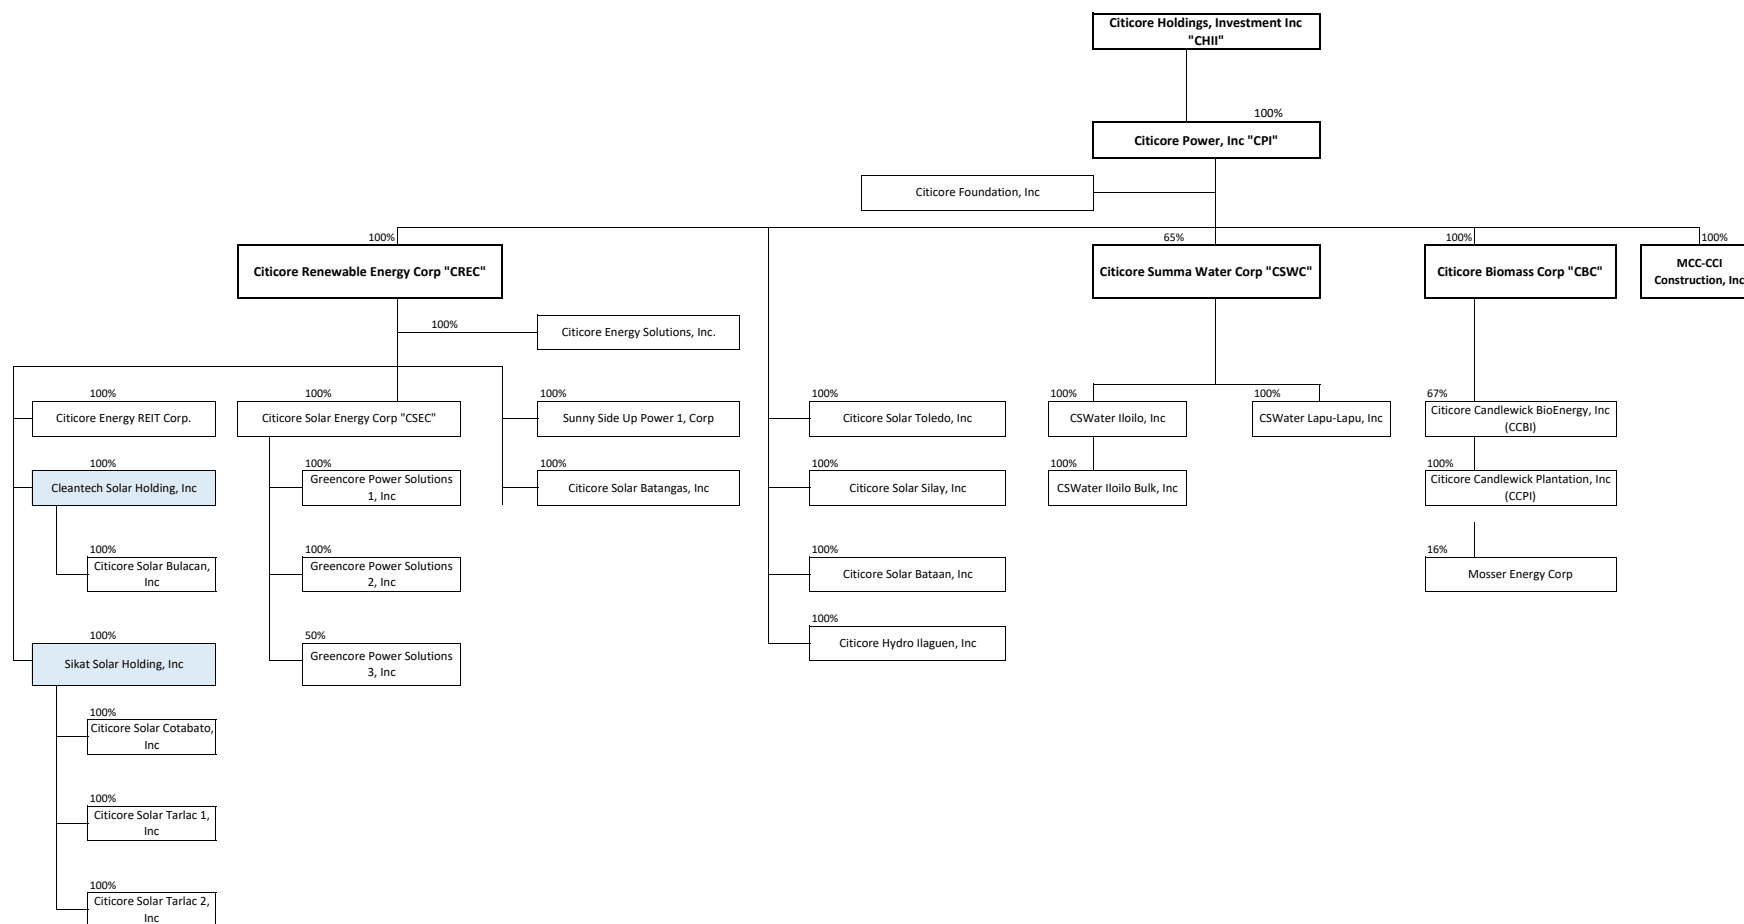 Citicore Holdings, Investment Inc
"CHII"
100%
Citicore Power, Inc "CPI"
Citicore Foundation, Inc
100%
65%
100%
100%
Citicore Renewable Energy Corp "CREC"
Citicore Summa Water Corp "CSWC"
Citicore Biomass Corp "CBC"
MCC-CCI
Construction, Inc
100%
Citicore Energy Solutions, Inc.
100%
Citicore Energy REIT Corp.
100%
Citicore Solar Energy Corp "CSEC"
100%
Sunny Side Up Power 1, Corp
100%
Citicore Solar Toledo, Inc
100%
CSWater Iloilo, Inc
100%
CSWater Lapu-Lapu, Inc
67%
Citicore Candlewick BioEnergy, Inc
(CCBI)
100%
Cleantech Solar Holding, Inc
100%
Greencore Power Solutions
1, Inc
100%
Citicore Solar Batangas, Inc
100%
Citicore Solar Silay, Inc
100%
CSWater Iloilo Bulk, Inc
100%
Citicore Candlewick Plantation, Inc
(CCPI)
100%
Citicore Solar Bulacan,
Inc
100%
Greencore Power Solutions
2, Inc
100%
Citicore Solar Bataan, Inc
16%
Mosser Energy Corp
100%
Sikat Solar Holding, Inc
50%
Greencore Power Solutions
3, Inc
100%
Citicore Hydro Ilaguen, Inc
100%
Citicore Solar Cotabato,
Inc
100%
Citicore Solar Tarlac 1,
Inc
100%
Citicore Solar Tarlac 2,
Inc